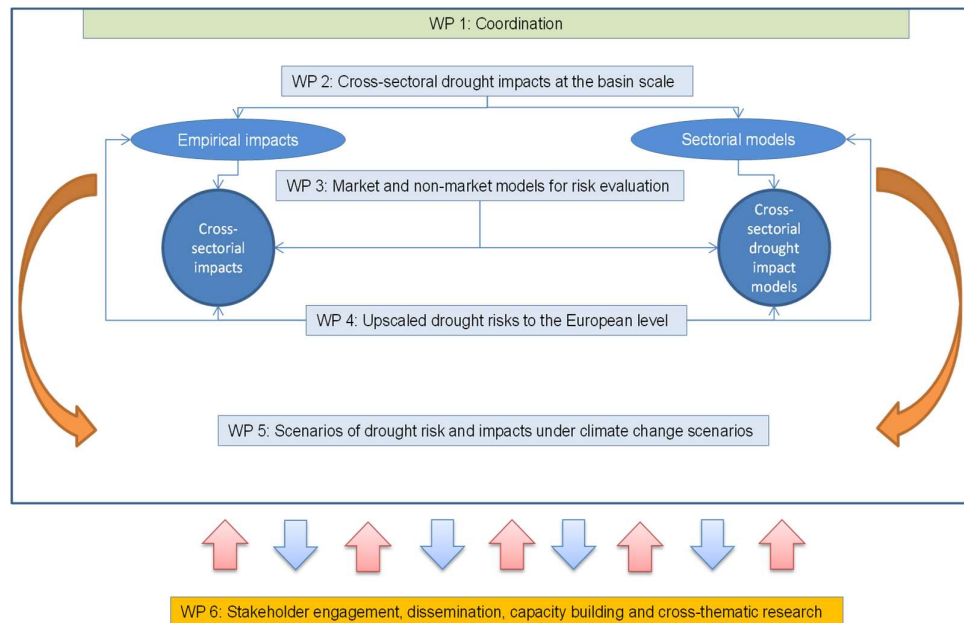 WP 1: Coordination
WP 2: Cross-sectoral drought impacts at the basin scale
Empirical impacts
Sectorial models
WP 3: Market and non-market models for risk evaluation
Cross-
sectorial
impacts
Cross-
sectorial
drought
impact
models
WP 4: Upscaled drought risks to the European level
WP 5: Scenarios of drought risk and impacts under climate change scenarios
WP 6: Stakeholder engagement, dissemination, capacity building and cross-thematic research